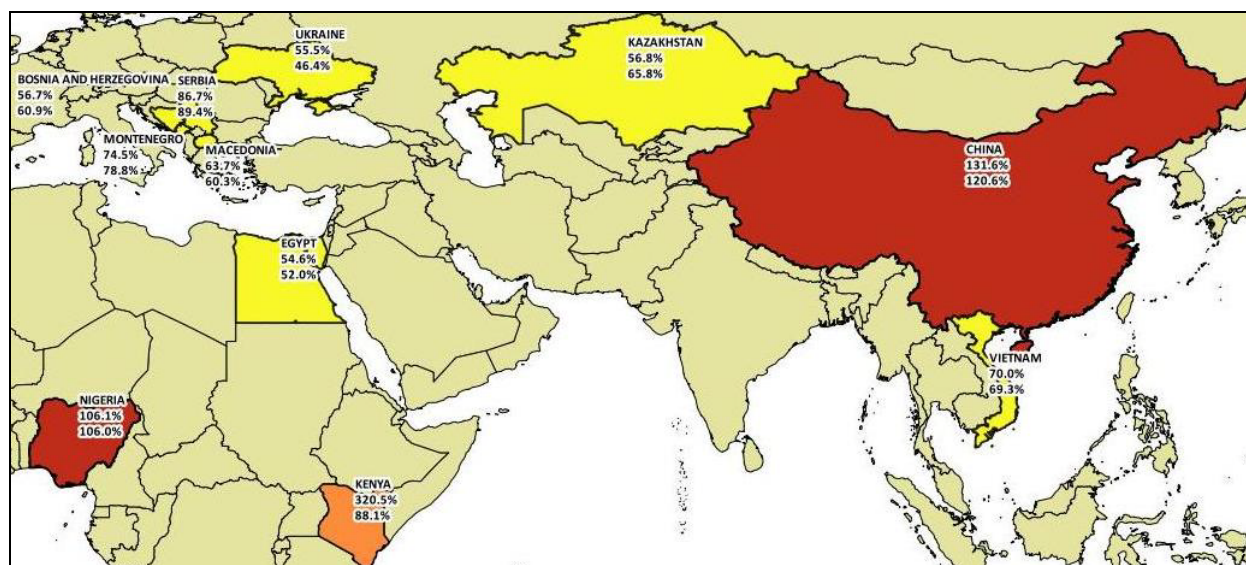 UKRAINE
55.5%
46.4%
KAZAKHSTAN
56.8%
65.8%
BOSNIA AND HERZEGOVINA
56.7%
60.9%
SERBIA
86.7%
89.4%
MONTENEGRO
74.5%
78.8%
MACEDONIA
63.7%
60.3%
CHINA
131.6%
120.6%
EGYPT
54.6%
52.0%
VIETNAM
70.0%
69.3%
NIGERIA
106.1%
106.0%
KENYA
320.5%
88.1%